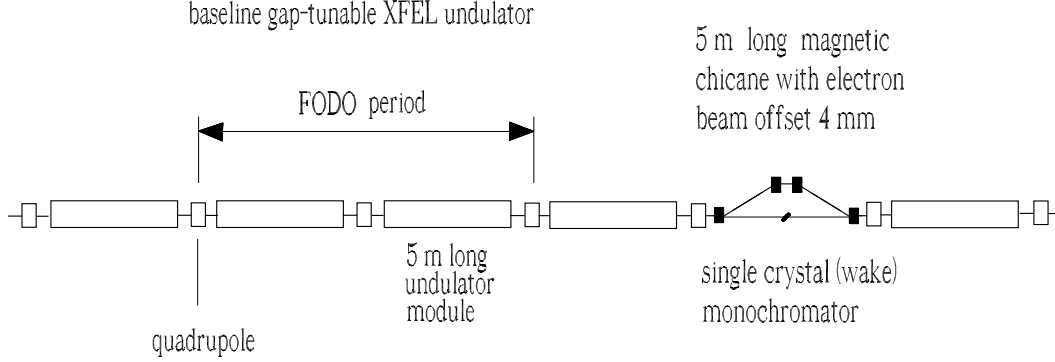 baseline gap-tunable XFEL undulator
5 m long magnetic
chicane with electron
beam offset 4 mm
FODO period
5 m long
undulator
module
single crystal (wake)
monochromator
quadrupole